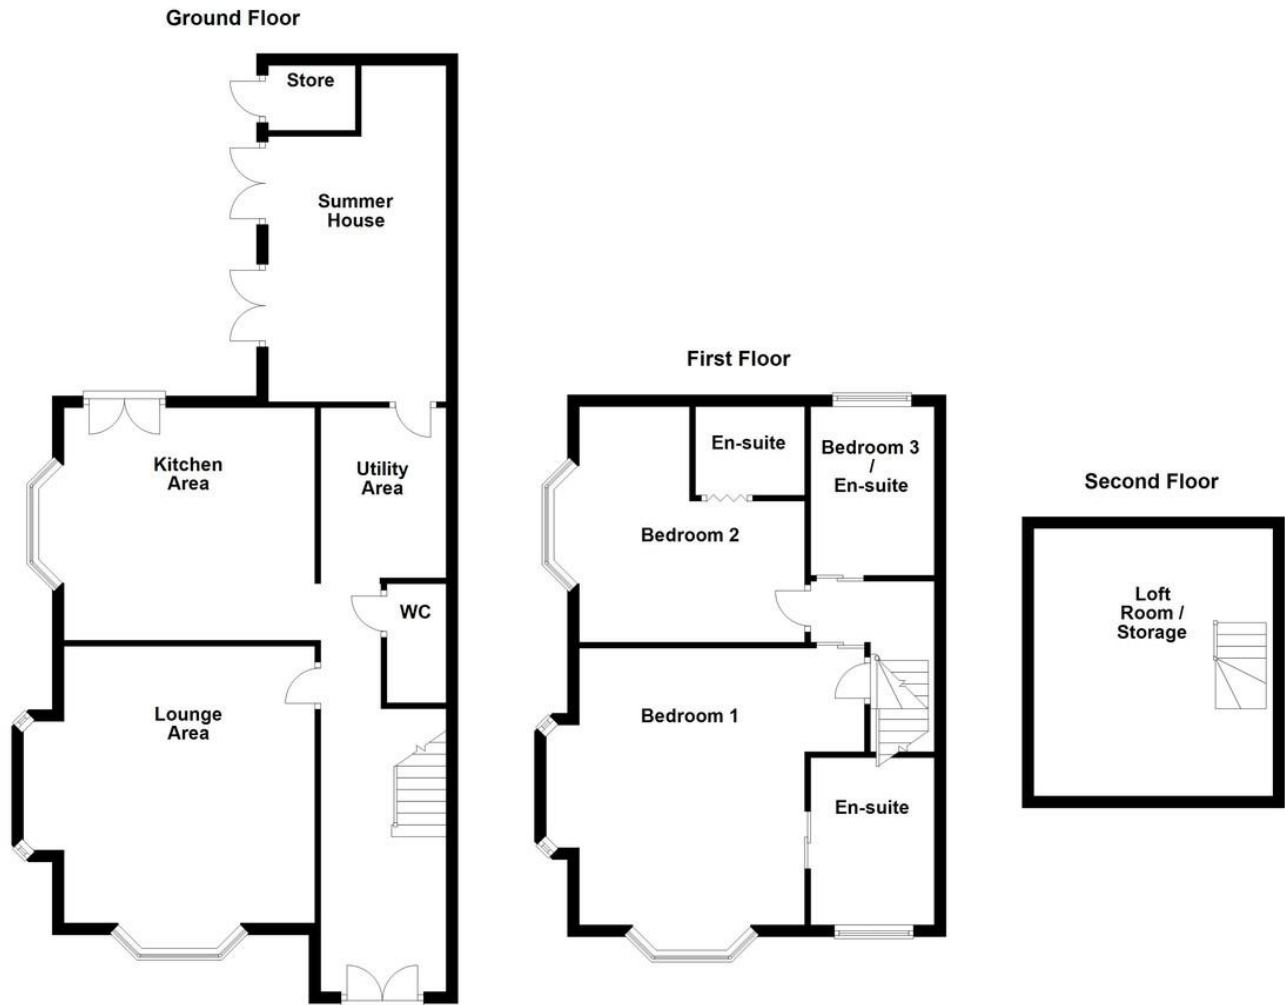 Ground Floor
Store
Summer
House
Kitchen
Area
Utility
Area
WC
Lounge
Area
First Floor
En-suite
Bedroom 3
/
En-suite
Bedroom 2
Bedroom 1
En-suite
Second Floor
Loft
Room /
Storage